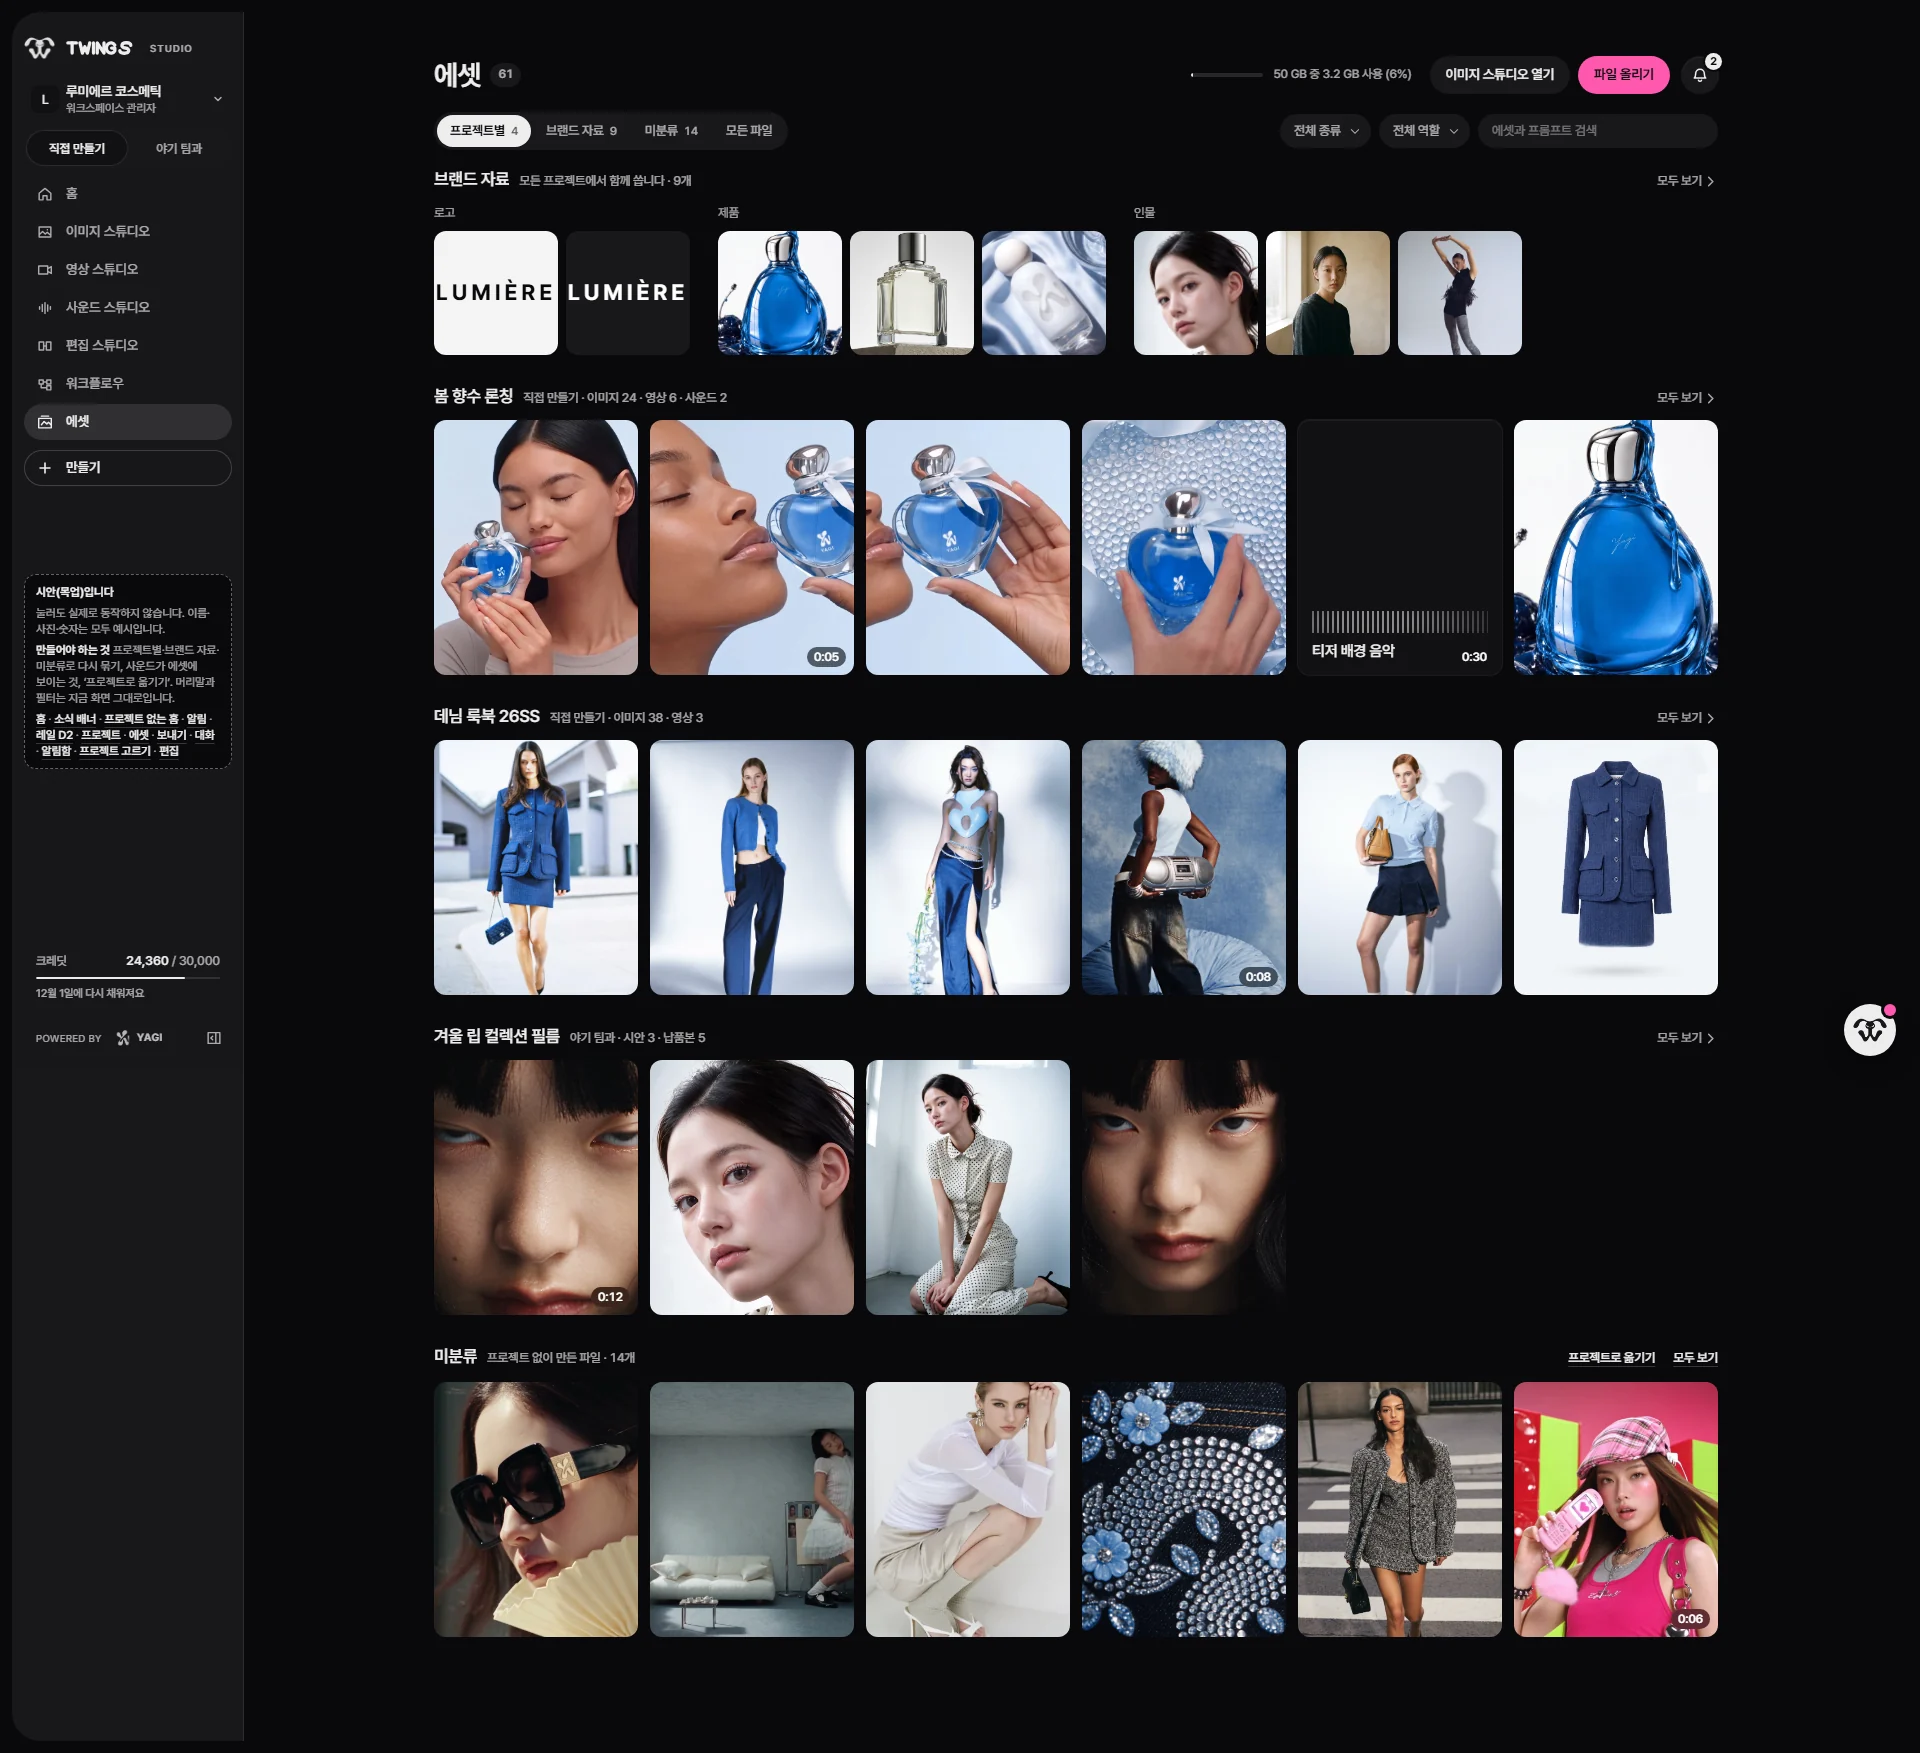 TWINGS STUDIO
L
루미에르 코스메틱
워크스페이스 관리자
직접 만들기
야기 팀과
홈
이미지 스튜디오
영상 스튜디오
사운드 스튜디오
편집 스튜디오
워크플로우
에셋
만들기
시안(목업)입니다
눌러도 실제로 동작하지 않습니다. 이름·
사진·숫자는 모두 예시입니다.
만들어야 하는 것 프로젝트별·브랜드 자료·
미분류로 다시 묶기, 사운드가 에셋에
보이는 것, '프로젝트로 옮기기'. 머리말과
필터는 지금 화면 그대로입니다.
홈 · 소식 배너 · 프로젝트 없는 홈 · 알림 ·
레일 D2 · 프로젝트 · 에셋 · 보내기 · 대화
· 알림함 · 프로젝트 고르기 · 편집
크레딧 24,360 / 30,000
12월 1일에 다시 채워져요
POWERED BY YAGI
에셋 61
50 GB 중 3.2 GB 사용 (6%)
이미지 스튜디오 열기
파일 올리기
2
프로젝트별 4
브랜드 자료 9
미분류 14
모든 파일
전체 종류
전체 역할
에셋과 프롬프트 검색
브랜드 자료 모든 프로젝트에서 함께 씁니다 · 9개
모두 보기
로고
제품
인물
LUMIÈRE
LUMIÈRE
봄 향수 론칭 직접 만들기 · 이미지 24 · 영상 6 · 사운드 2
모두 보기
YAGI
0:05
YAGI
티저 배경 음악
0:30
Yagi
데님 룩북 26SS 직접 만들기 · 이미지 38 · 영상 3
모두 보기
0:08
겨울 립 컬렉션 필름 야기 팀과 · 시안 3 · 납품본 5
모두 보기
0:12
미분류 프로젝트 없이 만든 파일 · 14개
프로젝트로 옮기기
모두 보기
0:06